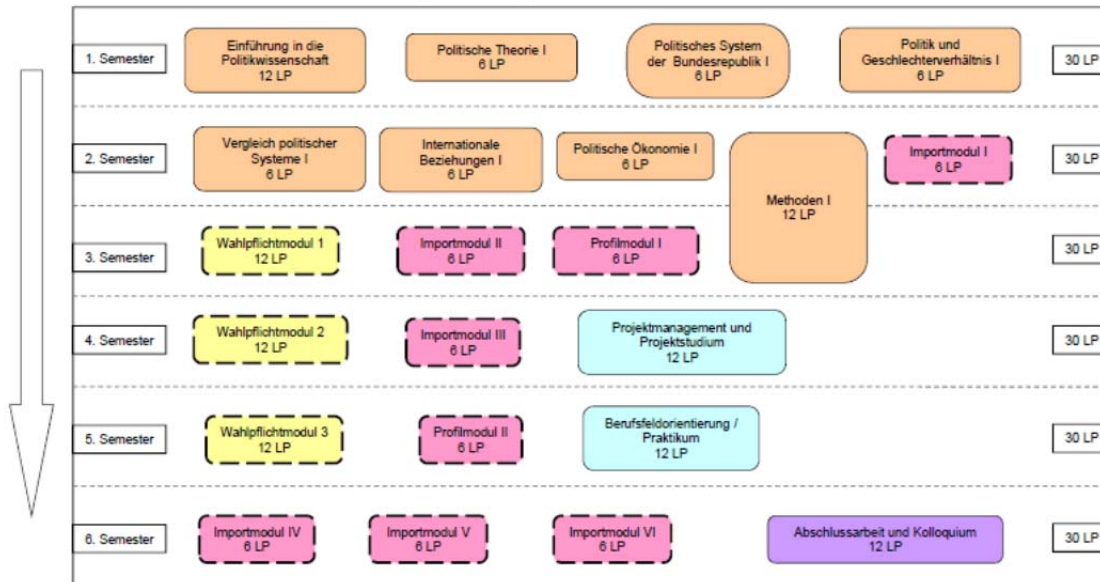 1. Semester
Einführung in die
Politikwissenschaft
12 LP
Politische Theorie I
6 LP
Politisches System
der Bundesrepublik I
6 LP
Politik und
Geschlechterverhältnis I
6 LP
30 LP
2. Semester
Vergleich politischer
Systeme I
6 LP
Internationale
Beziehungen I
6 LP
Politische Ökonomie I
6 LP
Methoden I
12 LP
Importmodul I
6 LP
30 LP
3. Semester
Wahlpflichtmodul 1
12 LP
Importmodul II
6 LP
Profilmodul I
6 LP
30 LP
4. Semester
Wahlpflichtmodul 2
12 LP
Importmodul III
6 LP
Projektmanagement und
Projektstudium
12 LP
30 LP
5. Semester
Wahlpflichtmodul 3
12 LP
Profilmodul II
6 LP
Berufsfeldorientierung /
Praktikum
12 LP
30 LP
6. Semester
Importmodul IV
6 LP
Importmodul V
6 LP
Importmodul VI
6 LP
Abschlussarbeit und Kolloquium
12 LP
30 LP